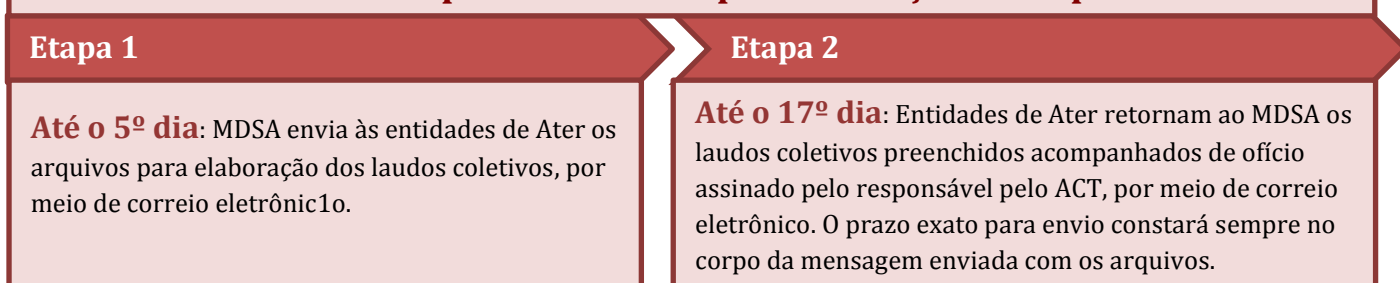 Etapa 1
Até o 5º dia: MDSA envia às entidades de Ater os
arquivos para elaboração dos laudos coletivos, por
meio de correio eletrônic1o.
Etapa 2
Até o 17º dia: Entidades de Ater retornam ao MDSA os
laudos coletivos preenchidos acompanhados de ofício
assinado pelo responsável pelo ACT, por meio de correio
eletrônico. O prazo exato para envio constará sempre no
corpo da mensagem enviada com os arquivos.